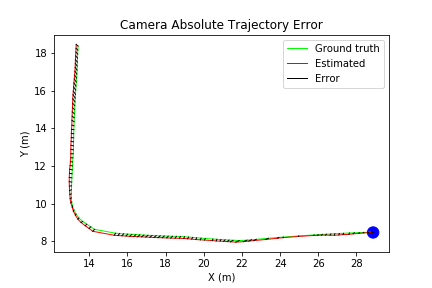 Camera Absolute Trajectory Error
Ground truth
Estimated
Error
18
16
14
12
10
8
Y (m)
14 16 18 20 22 24 26 28
X (m)